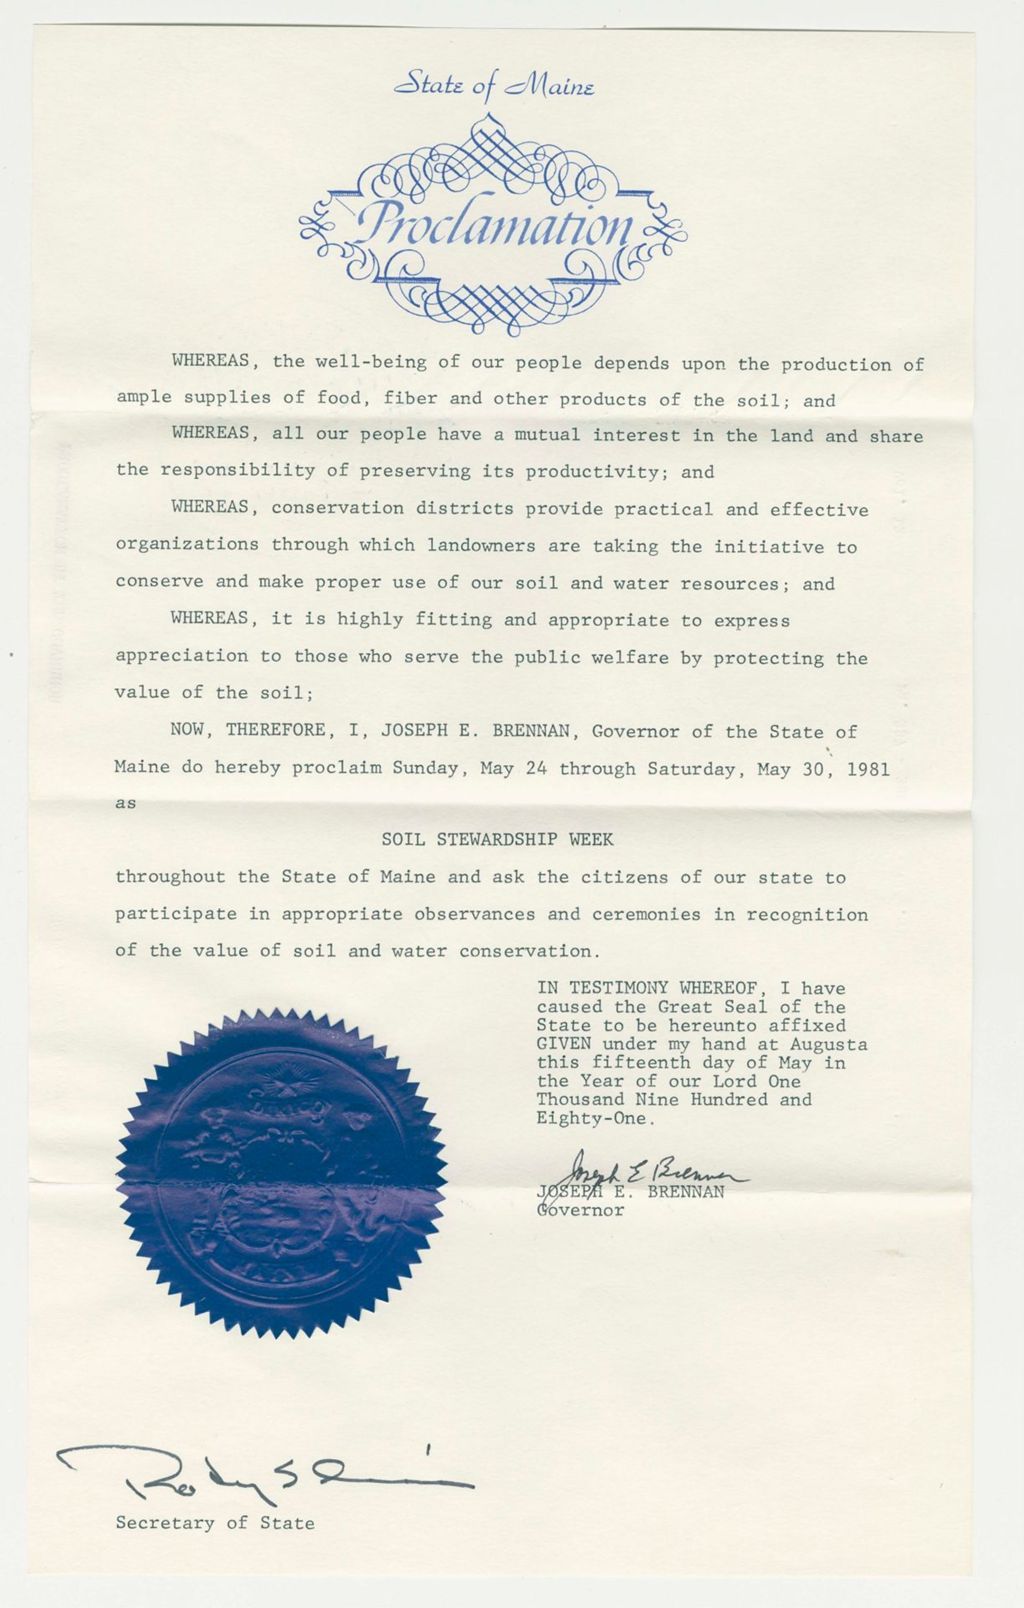 State of Maine
Proclamation
WHEREAS, the well-being of our people depends upon the production of
ample supplies of food, fiber and other products of the soil; and
WHEREAS, all our people have a mutual interest in the land and share
the responsibility of preserving its productivity; and
WHEREAS, conservation districts provide practical and effective
organizations through which landowners are taking the initiative to
conserve and make proper use of our soil and water resources; and
WHEREAS, it is highly fitting and appropriate to express
appreciation to those who serve the public welfare by protecting the
value of the soil;
NOW, THEREFORE, I, JOSEPH E. BRENNAN, Governor of the State of
Maine do hereby proclaim Sunday, May 24 through Saturday, May 30, 1981
as
SOIL STEWARDSHIP WEEK
throughout the State of Maine and ask the citizens of our state to
participate in appropriate observances and ceremonies in recognition
of the value of soil and water conservation.
IN TESTIMONY WHEREOF, I have
caused the Great Seal of the
State to be hereunto affixed
GIVEN under my hand at Augusta
this fifteenth day of May in
the Year of our Lord One
Thousand Nine Hundred and
Eighty-One.
Joseph E Brennan
JOSEPH E. BRENNAN
Governor
Secretary of State